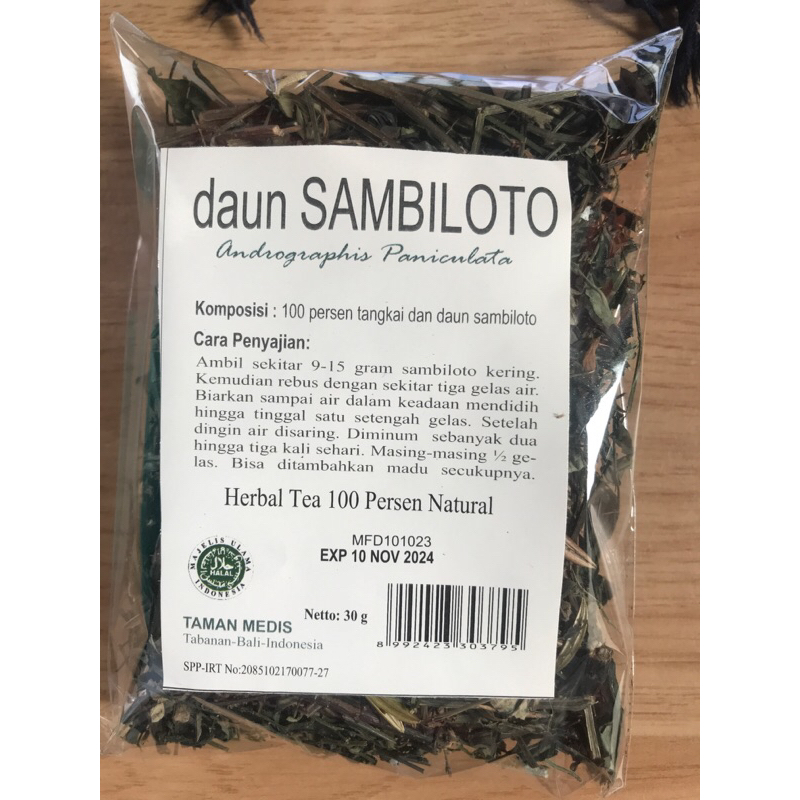 daun SAMBILOTO
Andrographis Paniculata
Komposisi : 100 persen tangkai dan daun sambiloto
Cara Penyajian:
Ambil sekitar 9-15 gram sambiloto kering.
Kemudian rebus dengan sekitar tiga gelas air.
Biarkan sampai air dalam keadaan mendidih
hingga tinggal satu setengah gelas. Setelah
dingin air disaring. Diminum sebanyak dua
hingga tiga kali sehari. Masing-masing ½ ge-
las. Bisa ditambahkan madu secukupnya.
Herbal Tea 100 Persen Natural
MFD101023
EXP 10 NOV 2024
MAJELIS ULAMA
حلال
HALAL
INDONESIA
Netto: 30 g
TAMAN MEDIS
Tabanan-Bali-Indonesia
8 992423 303795
SPP-IRT No:2085102170077-27